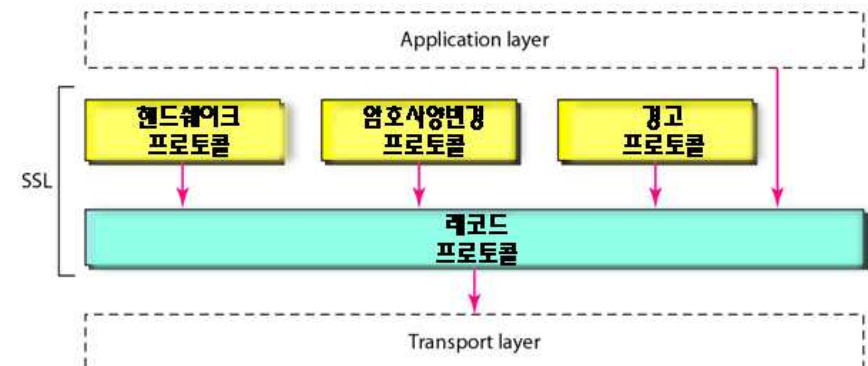 Application layer
핸드쉐이크
프로토콜
암호사양변경
프로토콜
경고
프로토콜
SSL
레코드
프로토콜
Transport layer